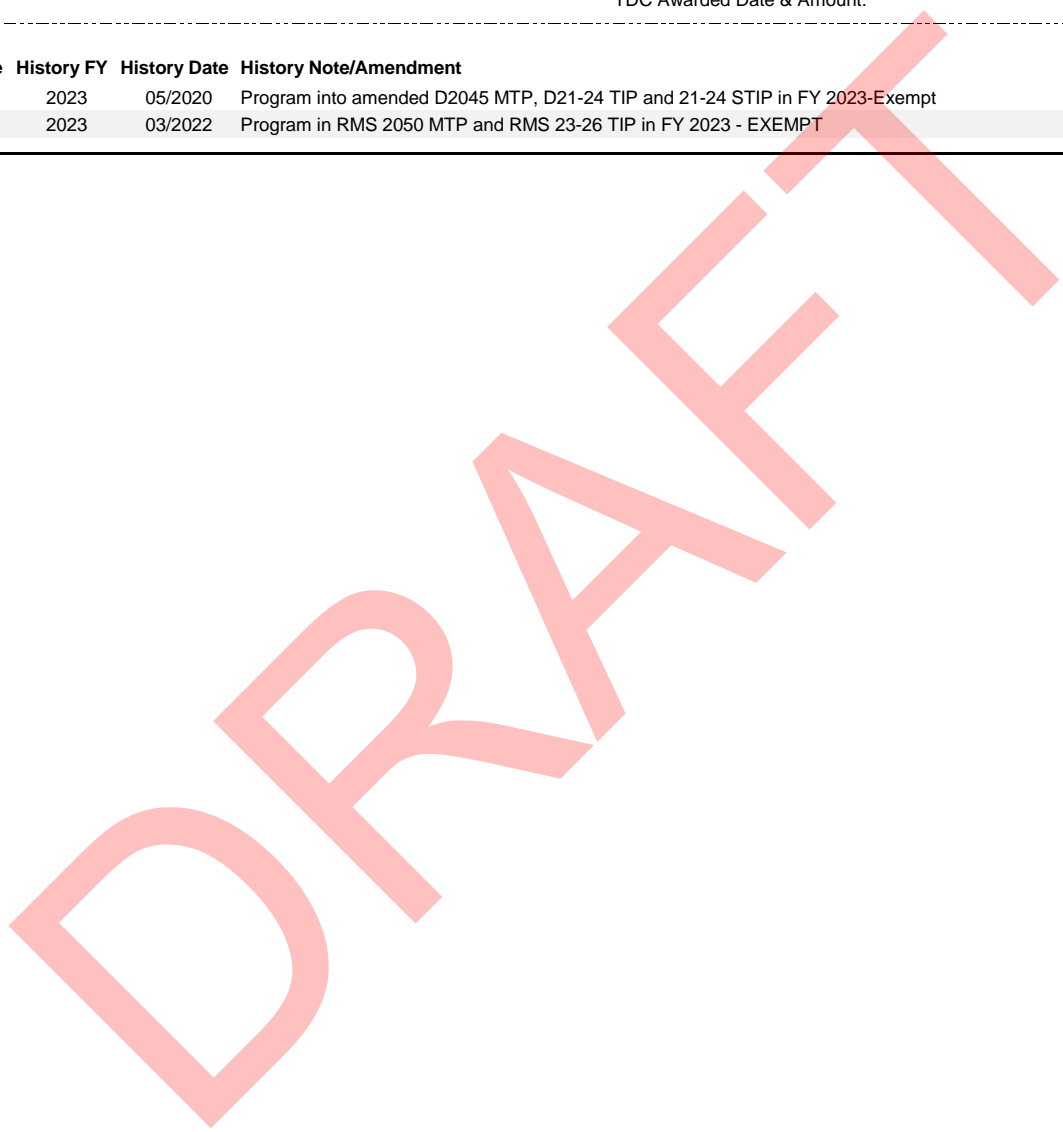 TDC Awarded Date & Amount:
e History FY History Date History Note/Amendment
2023 05/2020 Program into amended D2045 MTP, D21-24 TIP and 21-24 STIP in FY 2023-Exempt
2023 03/2022 Program in RMS 2050 MTP and RMS 23-26 TIP in FY 2023 - EXEMPT
DRAFT